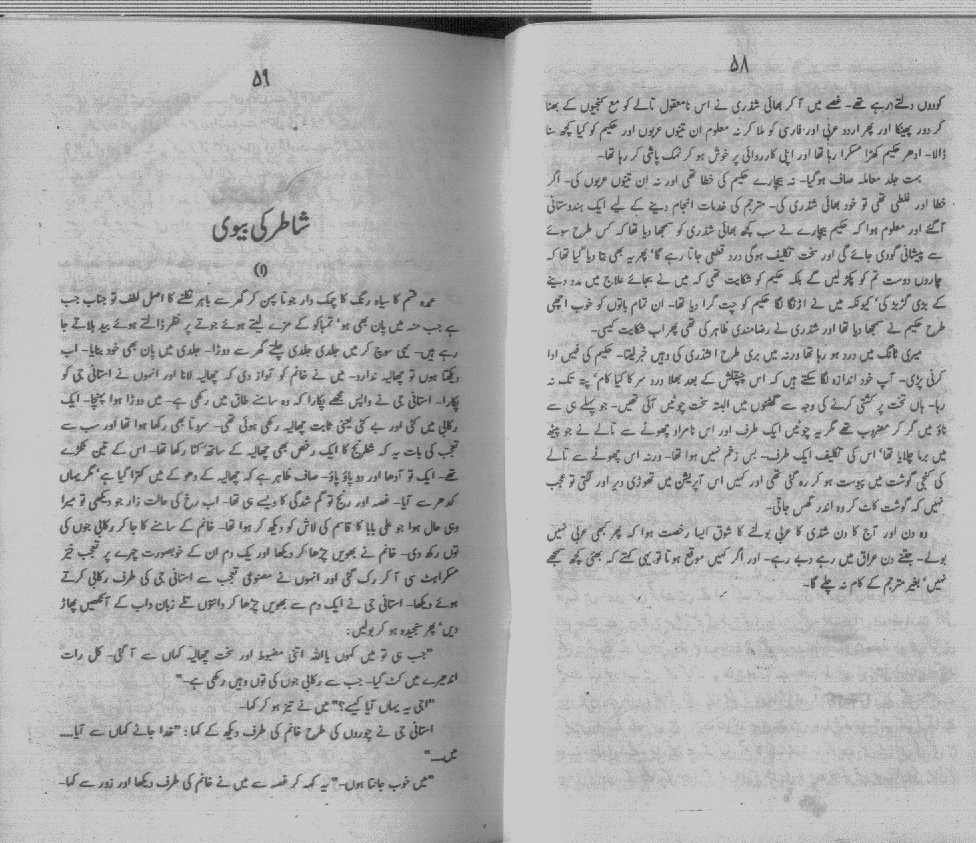 ۵۸
کودوں دلتے رہے تھے۔ غصے میں آ کر بھائی شذری نے اس نامعقول تالے کو مع کنجیوں کے بھنا
کر دور پھینکا اور پھر اردو عربی اور فارسی کو ملا کر نہ معلوم ان تینوں عربوں اور حکیم کو کیا کچھ سنا
ڈالا۔ ادھر حکیم کھڑا مسکرا رہا تھا اور اپنی کارروائی پر خوش ہو کر نمک پاشی کر رہا تھا۔
بہت جلد معاملہ صاف ہوگیا۔ نہ بیچارے حکیم کی خطا تھی اور نہ ان تینوں عربوں کی۔ اگر
خطا اور غلطی تھی تو خود بھائی شذری کی۔ مترجم کی خدمات انجام دینے کے لیے ایک ہندوستانی
آگئے اور معلوم ہوا کہ حکیم بیچارے نے سب کچھ بھائی شذری کو سمجھا دیا تھا کہ کس طرح سوئے
سے پیشانی گودی جائے گی اور سخت تکلیف ہوگی درد قطعی جاتا رہے گا' پھر یہ بھی بتا دیا گیا تھا کہ
چاروں دوست تم کو پکڑ لیں گے بلکہ حکیم کو شکایت تھی کہ میں نے بجائے علاج میں مدد دینے
کے بڑی گڑبڑ کی' کیونکہ میں نے اڑنگا لگا حکیم کو چت گرا دیا تھا۔ ان تمام باتوں کو خوب اچھی
طرح حکیم نے سمجھا دیا تھا اور شذری نے رضامندی ظاہر کی تھی پھر اب شکایت کیسی۔
میری ٹانگ میں درد ہو رہا تھا ورنہ میں بری طرح شذری کی وہیں خبر لیتا۔ حکیم کی فیس ادا
کرنی پڑی۔ آپ خود اندازہ لگا سکتے ہیں کہ اس چپقلش کے بعد بھلا درد سر کا کیا کام' پتہ تک نہ
رہا۔ ہاں تخت پر کشتی کرنے کی وجہ سے گھٹنوں میں البتہ سخت چوٹیں آئی تھیں۔ جو پہلے ہی سے
ناؤ میں گر کر مضروب تھے مگر یہ چوٹیں ایک طرف اور اس نامراد چھوٹے سے تالے نے جو پیٹھ
میں برما چلایا تھا' اس کی تکلیف ایک طرف۔ بس زخم نہیں ہوا تھا۔ ورنہ اس چھوٹے سے تالے
کی کنجی گوشت میں پیوست ہو کر رہ گئی تھی اور کہیں اس آپریشن میں تھوڑی دیر اور لگتی تو عجب
نہیں کہ گوشت کاٹ کر وہ اندر گھس جاتی۔
وہ دن اور آج کا دن شذری کا عربی بولنے کا شوق ایسا رخصت ہوا کہ پھر کبھی عربی نہیں
بولے۔ جتنے دن عراق میں رہے دبے رہے۔ اور اگر کہیں موقع ہوتا تو یہی کہتے کہ بھئی کچھ مجھے
نہیں' بغیر مترجم کے کام نہ چلے گا۔
۵۹
شاطر کی بیوی
(۱)
عمدہ قسم کا سیاہ رنگ کا چمک دار جوتا پہن کر گھر سے باہر نکلنے کا اصل لطف تو جناب جب
ہے جب منہ میں پان بھی ہو' تمباکو کے مزے لیتے ہوئے جوتے پر نظر ڈالتے ہوئے بید ہلاتے جا
رہے ہیں۔ یہی سوچ کر میں جلدی جلدی چلتے گھر سے دوڑا۔ جلدی میں پان بھی خود بنایا۔ اب
دیکھتا ہوں تو چھالیہ ندارد۔ میں نے خانم کو آواز دی کہ چھالیہ لانا اور انہوں نے استانی جی کو
پکارا۔ استانی جی نے واپس مجھے پکارا کہ وہ سامنے طاق میں رکھی ہے۔ میں دوڑا ہوا پہنچا۔ ایک
رکابی میں کٹی اور بے کٹی یعنی ثابت چھالیہ رکھی ہوئی تھی۔ سروتا بھی رکھا ہوا تھا اور سب سے
تعجب کی بات یہ کہ شطرنج کا ایک رخ بھی چھالیہ کے ساتھ کٹا رکھا تھا۔ اس کے تین ٹکڑے
تھے۔ ایک تو آدھا اور دو پاؤ پاؤ۔ صاف ظاہر ہے کہ چھالیہ کے دھوکے میں کترا گیا ہے' مگر یہاں
کدھر سے آیا۔ غصہ اور رنج تو گم شدگی کا ویسے ہی تھا۔ اب رخ کی حالت زار جو دیکھی تو میرا
وہی حال ہوا جو علی بابا کا قاسم کی لاش کو دیکھ کر ہوا تھا۔ خانم کے سامنے کا جا کر رکابی جوں کی
توں رکھ دی۔ خانم نے بھویں چڑھا کر دیکھا اور یک دم ان کے خوبصورت چہرے پر تعجب خیز
مسکراہٹ سی آ کر رک گئی اور انہوں نے مصنوعی تعجب سے استانی جی کی طرف رکابی کرتے
ہوئے دیکھا۔ استانی جی نے ایک دم سے بھویں چڑھا کر دانتوں تلے زبان داب کے آنکھیں پھاڑ
دیں' پھر سنجیدہ ہو کر بولیں:
"جب ہی تو میں کہوں یااللہ اتنی مضبوط اور سخت چھالیہ کہاں سے آ گئی۔ کل رات
اندھیرے میں کٹ گیا۔ جب سے رکابی جوں کی توں وہیں رکھی ہے۔"
"اجی یہ یہاں آیا کیسے؟" میں نے تیز ہو کر کہا۔
استانی جی نے چوروں کی طرح خانم کی طرف دیکھ کے کہا: "خدا جانے کہاں سے آیا....
میں...."
"میں خوب جانتا ہوں۔" یہ کہہ کر غصہ سے میں نے خانم کی طرف دیکھا اور زور سے کہا۔